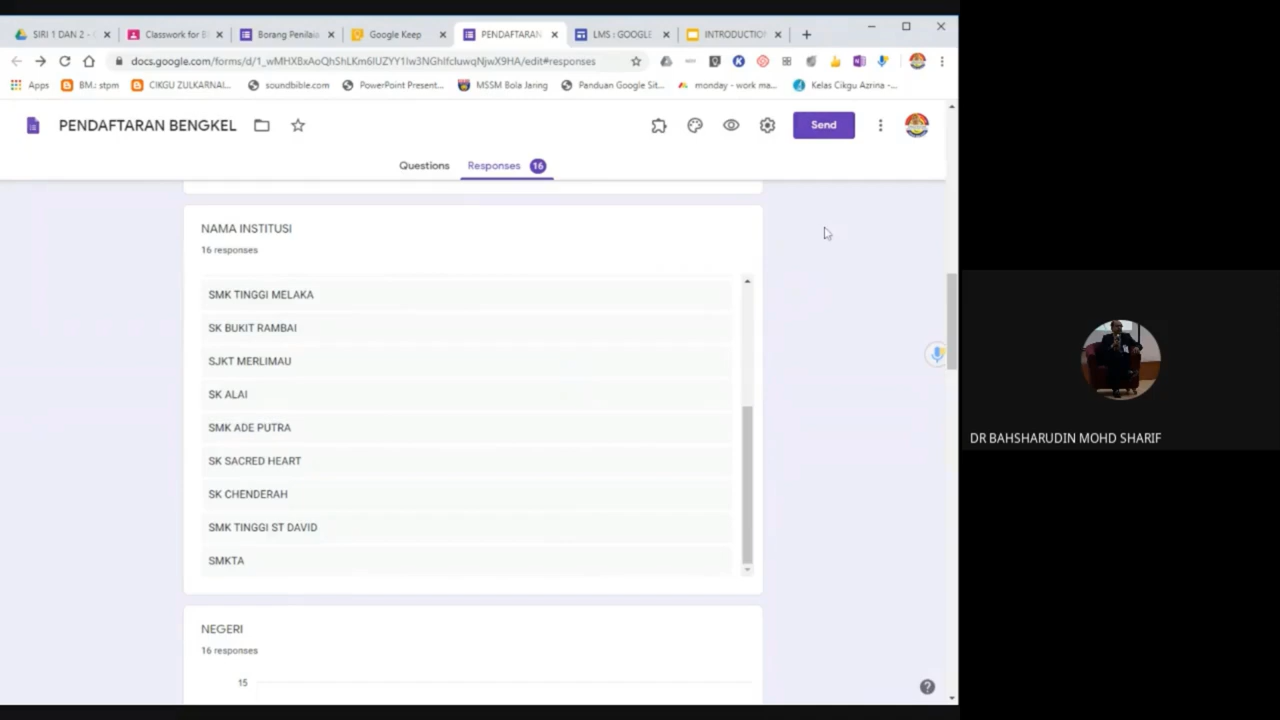 SIRI 1 DAN 2 -
Classwork for B
Borang Penilaia
Google Keep
PENDAFTARAN
LMS : GOOGLE
INTRODUCTIO
docs.google.com/forms/d/
/edit#responses
Apps
BM.: stpm
CIKGU ZULKARNAI...
soundbible.com
PowerPoint Present...
MSSM Bola Jaring
Panduan Google Sit...
monday - work ma...
Kelas Cikgu Azrina -...
PENDAFTARAN BENGKEL
Send
Questions
Responses 16
NAMA INSTITUSI
16 responses
SMK TINGGI MELAKA
SK BUKIT RAMBAI
SJKT MERLIMAU
SK ALAI
SMK ADE PUTRA
SK SACRED HEART
SK CHENDERAH
SMK TINGGI ST DAVID
SMKTA
NEGERI
16 responses
15
DR BAHSHARUDIN MOHD SHARIF